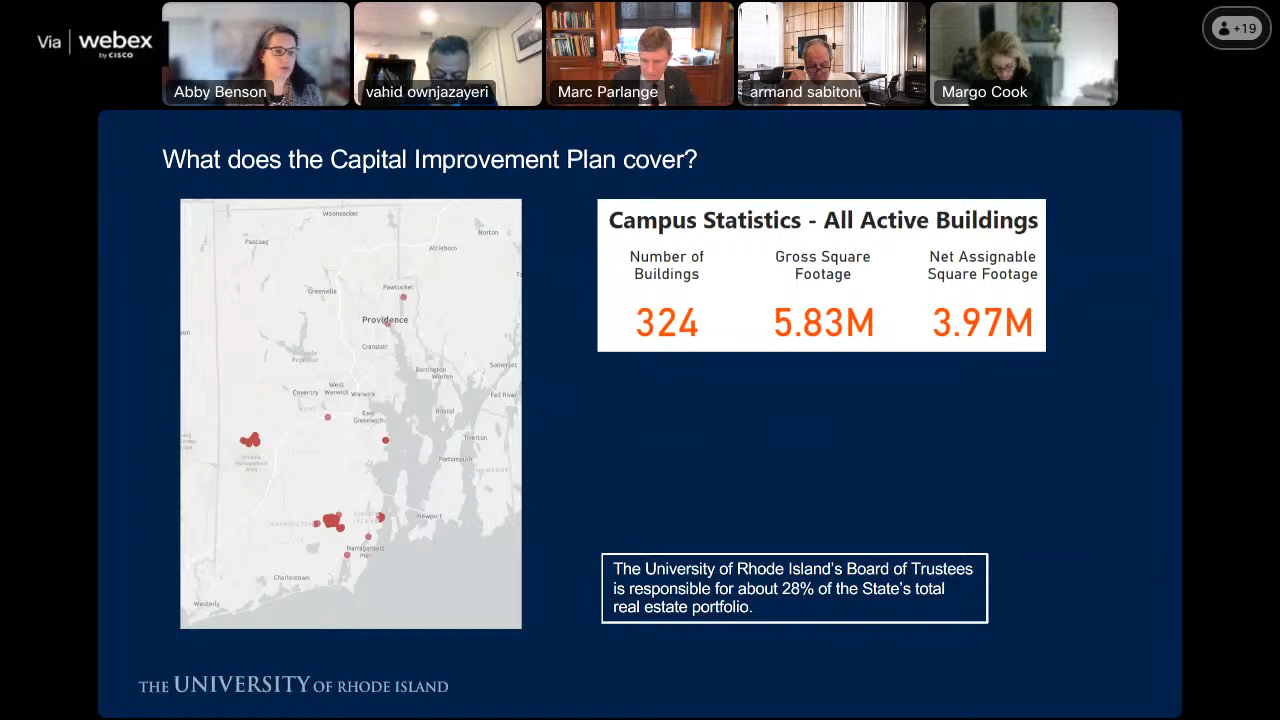 Via webex
by CISCO
Abby Benson
vahid ownjazayeri
Marc Parlange
armand sabitoni
Margo Cook
+19
What does the Capital Improvement Plan cover?
Woonsocket
Pascoag
Norton
Attleboro
Greenville
Pawtucket
Providence
Cranston
Barrington
Warren
Somerset
Coventry
West
Warwick
Warwick
Fall River
East
Greenwich
Bristol
Tiverton
Arcadia
Management
Area
Portsmouth
Newport
Narragansett
Pier
Charlestown
Westerly
Campus Statistics - All Active Buildings
Number of
Buildings
Gross Square
Footage
Net Assignable
Square Footage
324
5.83M
3.97M
The University of Rhode Island's Board of Trustees
is responsible for about 28% of the State's total
real estate portfolio.
THE UNIVERSITY OF RHODE ISLAND